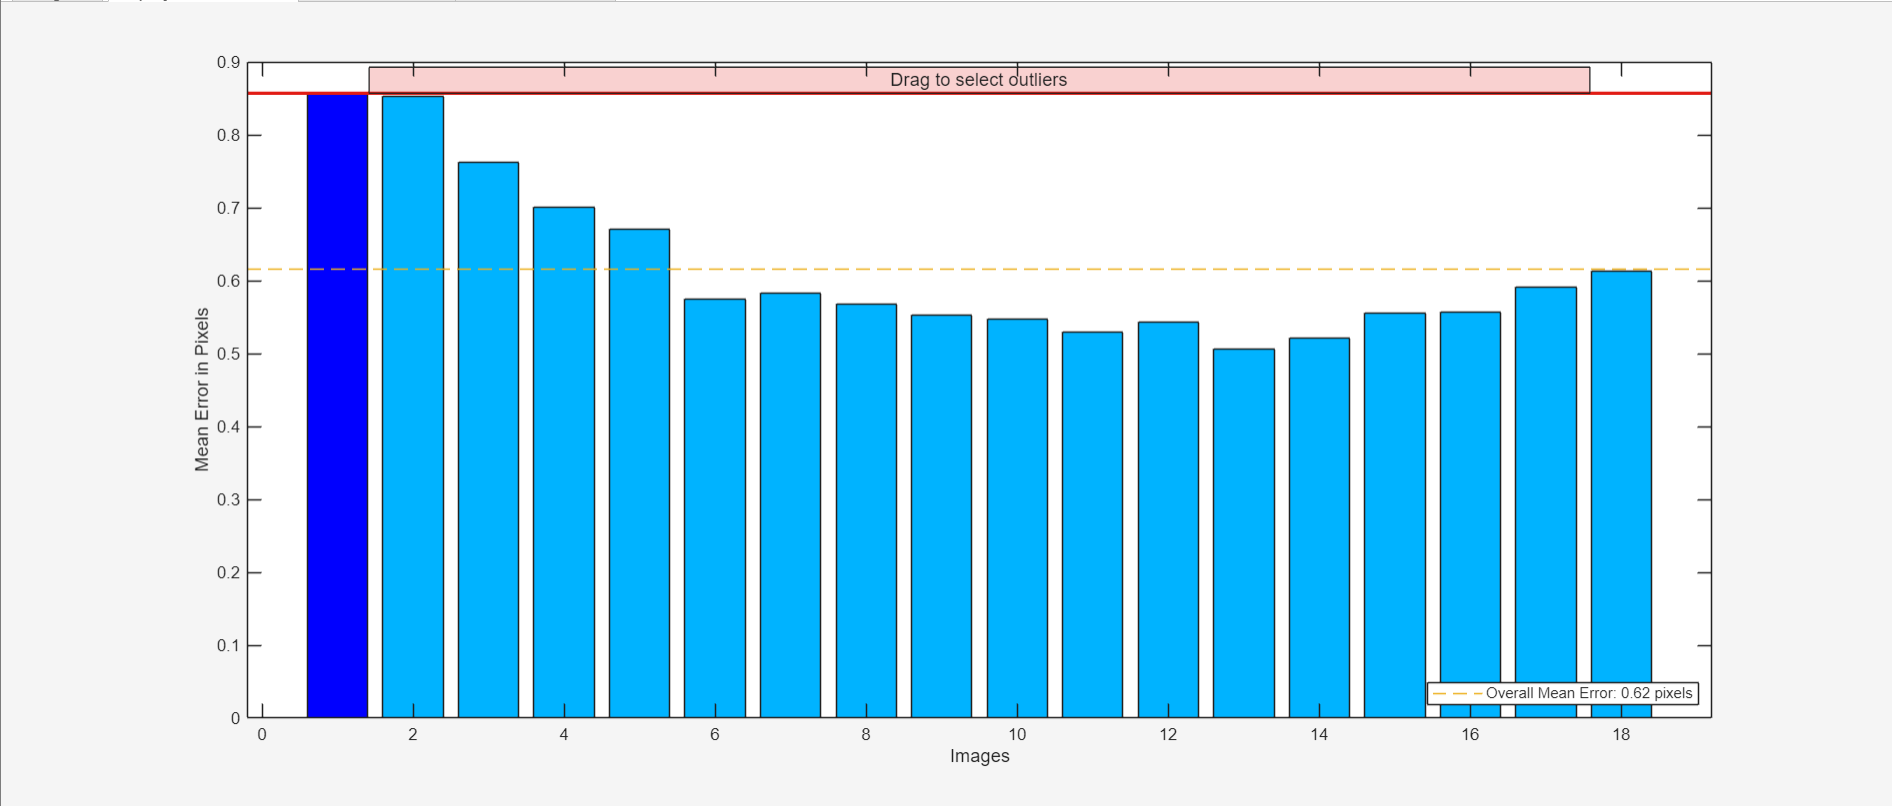 0.9
Drag to select outliers
0.8
0.7
0.6
0.5
0.4
0.3
0.2
0.1
0
Mean Error in Pixels
Overall Mean Error: 0.62 pixels
0 2 4 6 8 10 12 14 16 18
Images